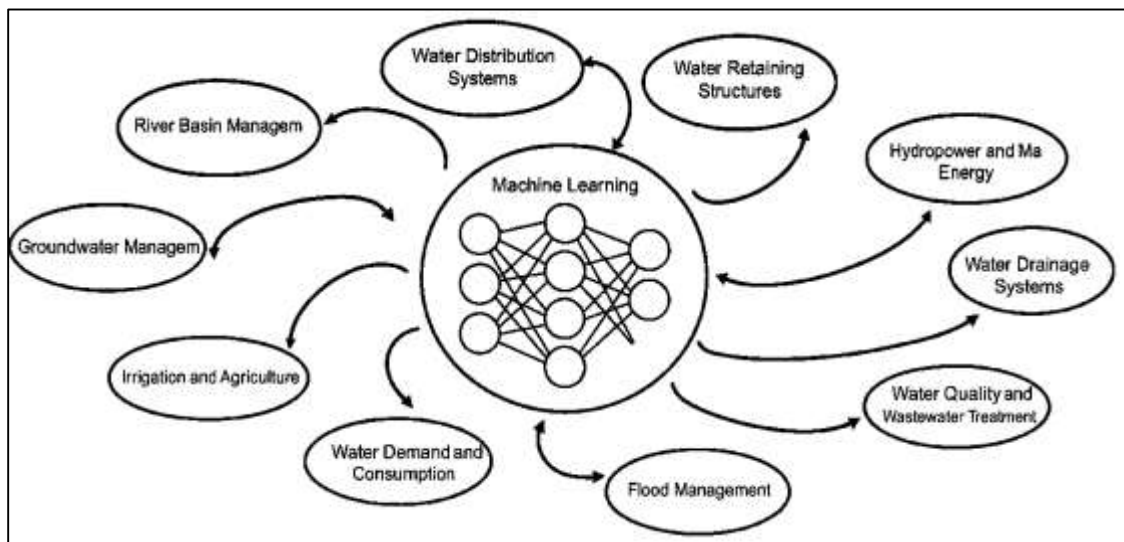 Water Distribution
Systems
Water Retaining
Structures
River Basin Managem
Hydropower and Ma
Energy
Machine Learning
Groundwater Managem
Water Drainage
Systems
Irrigation and Agriculture
Water Quality and
Wastewater Treatment
Water Demand and
Consumption
Flood Management